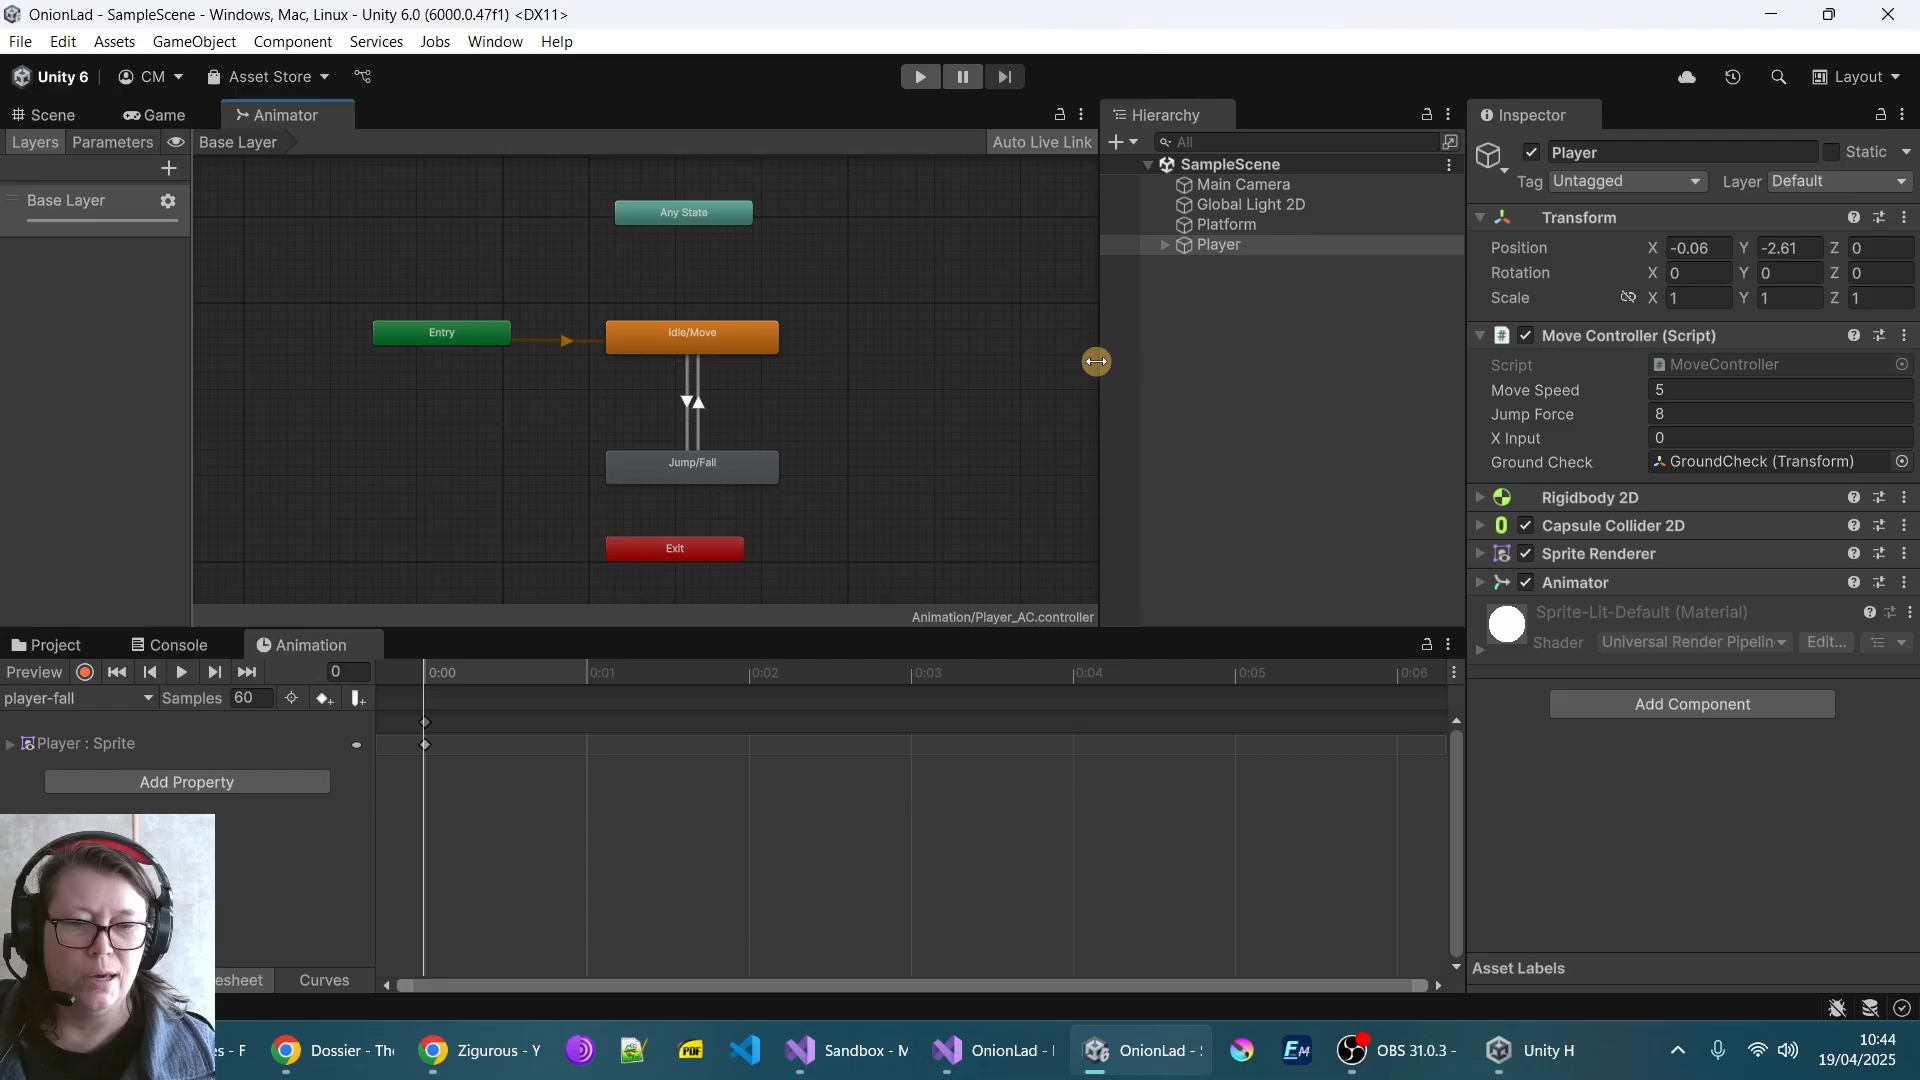 OnionLad - SampleScene - Windows, Mac, Linux - Unity 6.0 (6000.0.47f1) <DX11>
File Edit Assets GameObject Component Services Jobs Window Help
Unity 6 CM Asset Store Layout
Scene Game Animator Hierarchy Inspector
Layers Parameters Base Layer Auto Live Link All
Base Layer
Any State
Entry
Idle/Move
Jump/Fall
Exit
Animation/Player_AC.controller
SampleScene
Main Camera
Global Light 2D
Platform
Player
Player Static
Tag Untagged Layer Default
Transform
Position X -0.06 Y -2.61 Z 0
Rotation X 0 Y 0 Z 0
Scale X 1 Y 1 Z 1
Move Controller (Script)
Script MoveController
Move Speed 5
Jump Force 8
X Input 0
Ground Check GroundCheck (Transform)
Rigidbody 2D
Capsule Collider 2D
Sprite Renderer
Animator
Sprite-Lit-Default (Material)
Shader Universal Render Pipelin Edit...
Add Component
Asset Labels
Project Console Animation
Preview 0 0:00 0:01 0:02 0:03 0:04 0:05 0:06
player-fall Samples 60
Player : Sprite
Add Property
esheet Curves
es - F Dossier - The Zigurous - Y PDF Sandbox - M OnionLad - OnionLad - OBS 31.0.3 - Unity H
10:44
19/04/2025